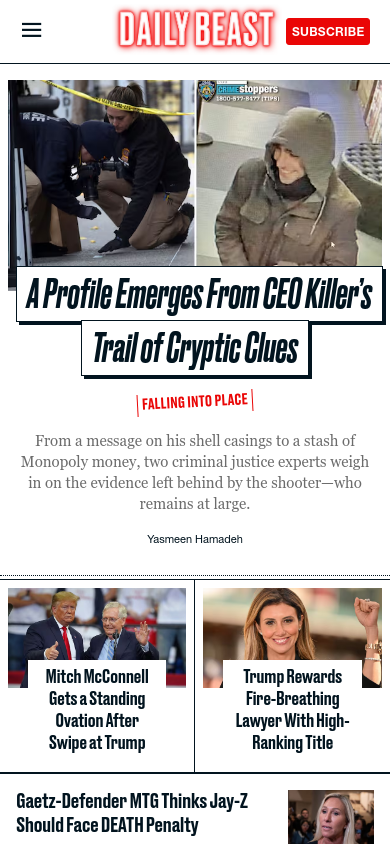 DAILY BEAST
SUBSCRIBE
CRIMEstoppers
1800-577-8477 (TIPS)
A Profile Emerges From CEO Killer's
Trail of Cryptic Clues
FALLING INTO PLACE
From a message on his shell casings to a stash of
Monopoly money, two criminal justice experts weigh
in on the evidence left behind by the shooter—who
remains at large.
Yasmeen Hamadeh
Mitch McConnell
Gets a Standing
Ovation After
Swipe at Trump
Trump Rewards
Fire-Breathing
Lawyer With High-
Ranking Title
Gaetz-Defender MTG Thinks Jay-Z
Should Face DEATH Penalty